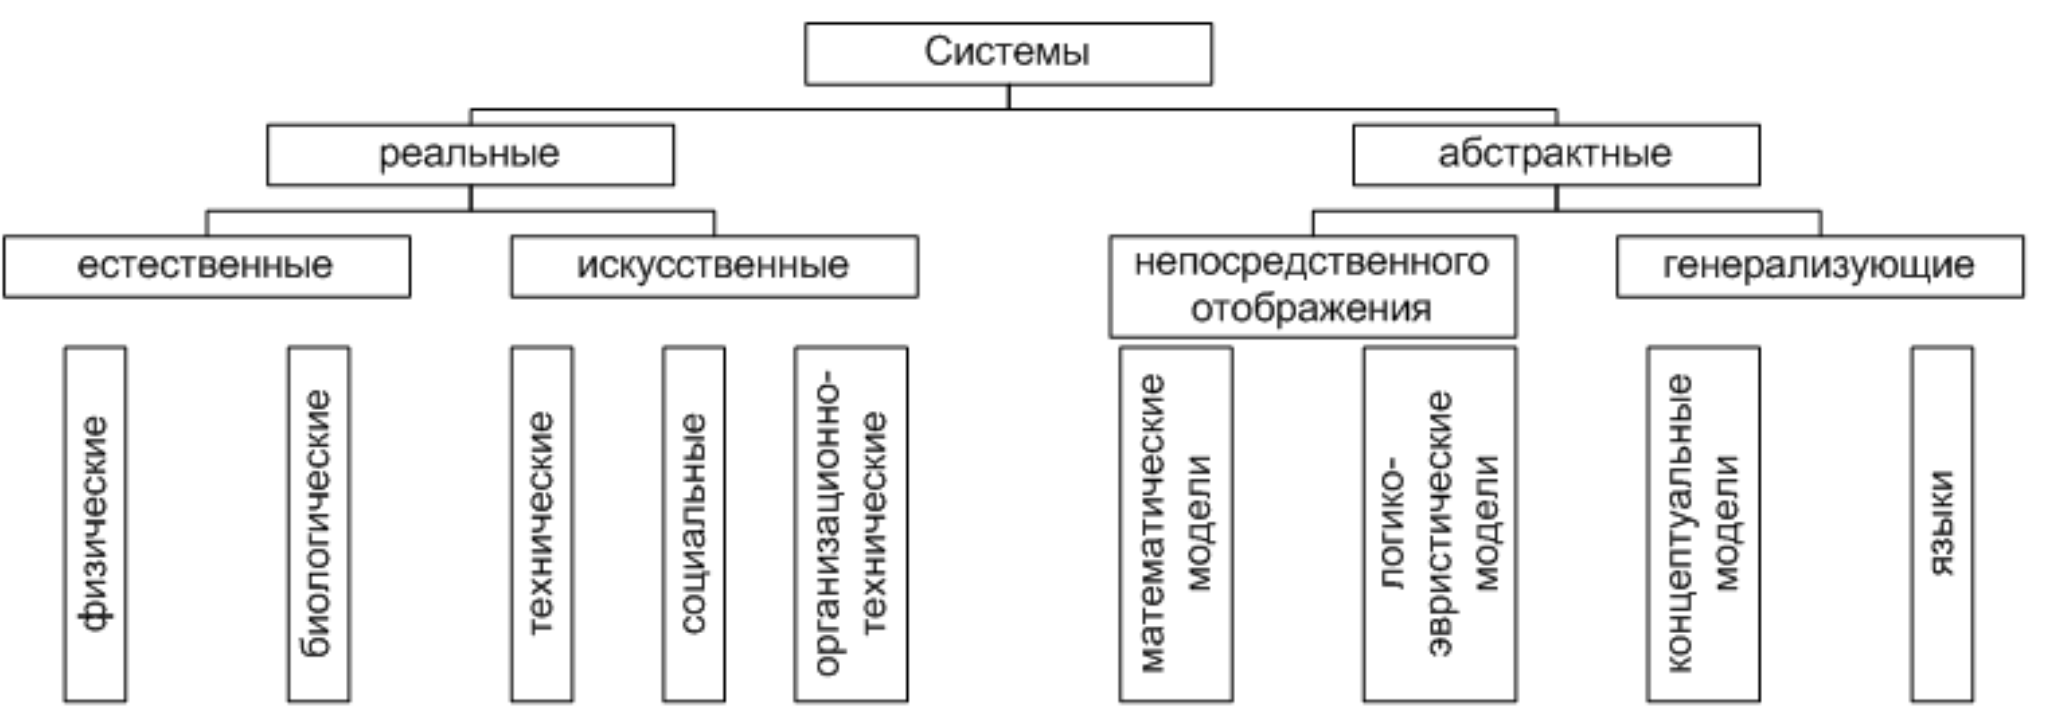 Системы
реальные
абстрактные
естественные
искусственные
непосредственного
отображения
генерализующие
физические
биологические
технические
социальные
организационно-
технические
математические
модели
логико-
эвристические
модели
концептуальные
модели
языки